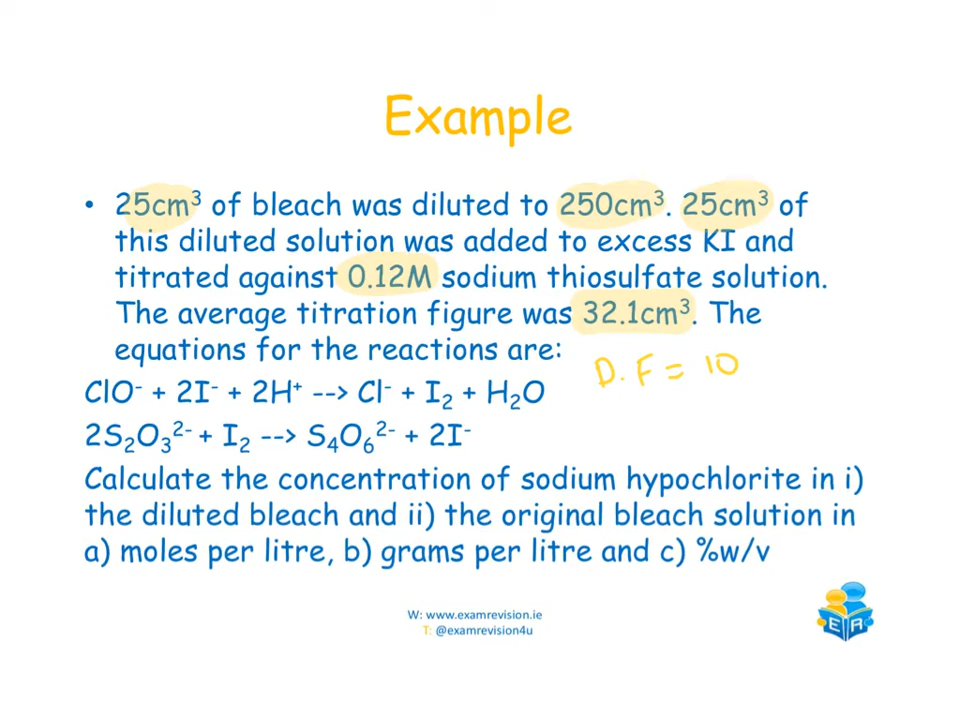 Example
• 25cm³ of bleach was diluted to 250cm³. 25cm³ of
this diluted solution was added to excess KI and
titrated against 0.12M sodium thiosulfate solution.
The average titration figure was 32.1cm³. The
equations for the reactions are:
D.F = 10
ClO⁻ + 2I⁻ + 2H⁺ --> Cl⁻ + I₂ + H₂O
2S₂O₃²⁻ + I₂ --> S₄O₆²⁻ + 2I⁻
Calculate the concentration of sodium hypochlorite in i)
the diluted bleach and ii) the original bleach solution in
a) moles per litre, b) grams per litre and c) %w/v
W: www.examrevision.ie
T: @examrevision4u
E R